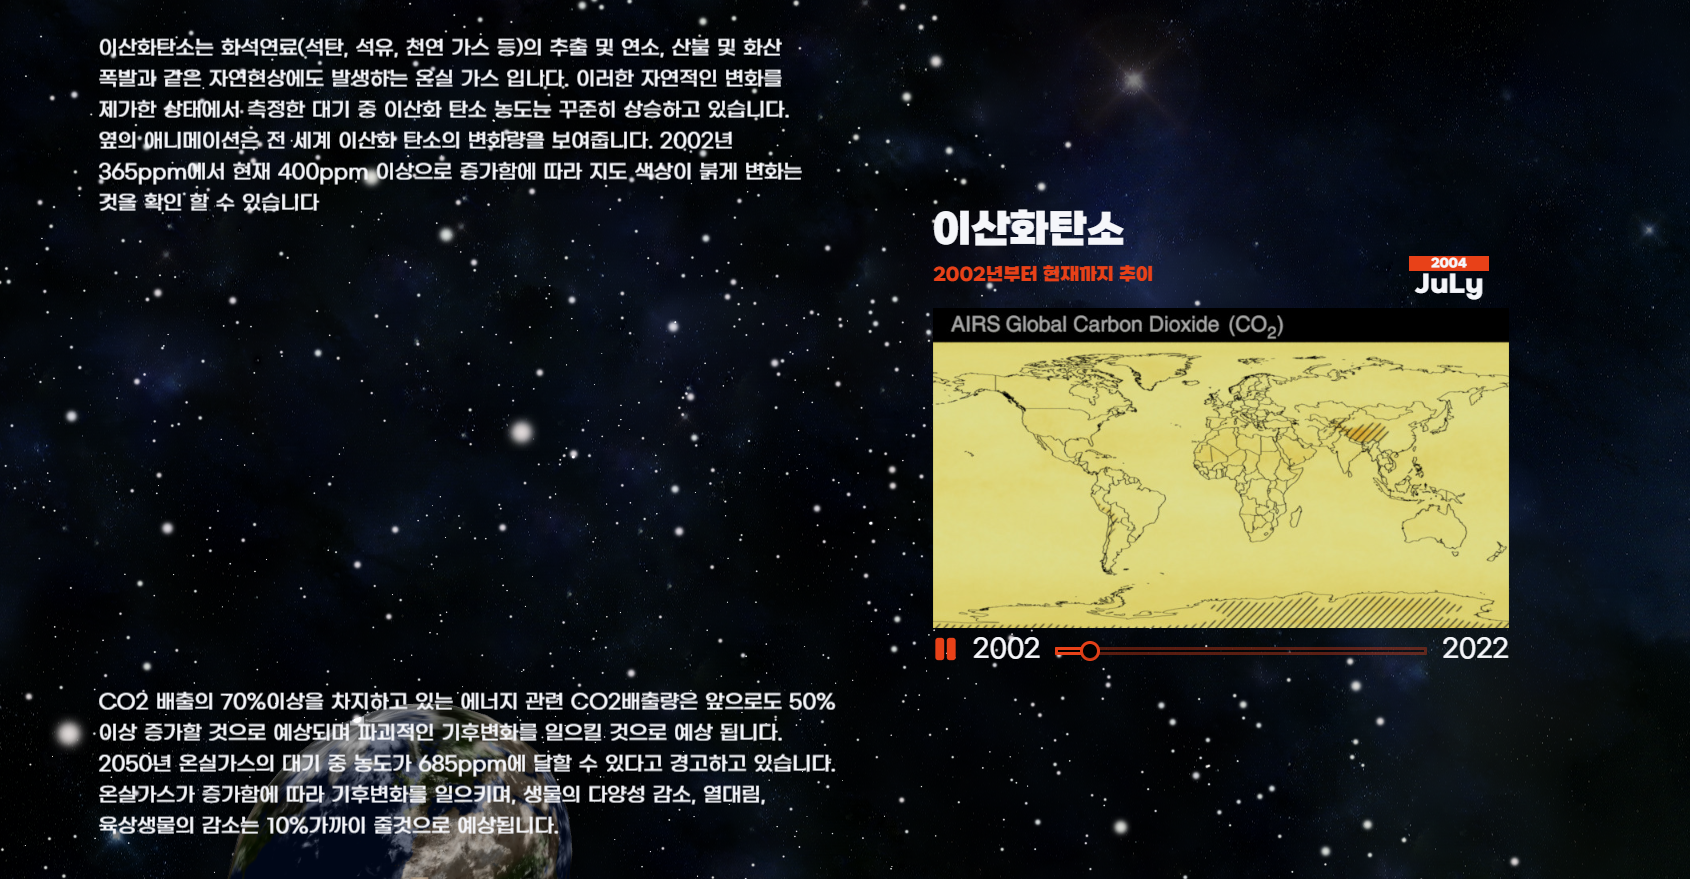 이산화탄소는 화석연료(석탄, 석유, 천연 가스 등)의 추출 및 연소, 산불 및 화산
폭발과 같은 자연현상에도 발생하는 온실 가스 입니다. 이러한 자연적인 변화를
제가한 상태에서 측정한 대기 중 이산화 탄소 농도는 꾸준히 상승하고 있습니다.
옆의 애니메이션은 전 세계 이산화 탄소의 변화량을 보여줍니다. 2002년
365ppm에서 현재 400ppm 이상으로 증가함에 따라 지도 색상이 붉게 변화는
것을 확인 할 수 있습니다
이산화탄소
2002년부터 현재까지 추이
2004
JuLy
AIRS Global Carbon Dioxide (CO₂)
2002
2022
CO2 배출의 70%이상을 차지하고 있는 에너지 관련 CO2배출량은 앞으로도 50%
이상 증가할 것으로 예상되며 파괴적인 기후변화를 일으킬 것으로 예상 됩니다.
2050년 온실가스의 대기 중 농도가 685ppm에 달할 수 있다고 경고하고 있습니다.
온실가스가 증가함에 따라 기후변화를 일으키며, 생물의 다양성 감소, 열대림,
육상생물의 감소는 10%가까이 줄것으로 예상됩니다.